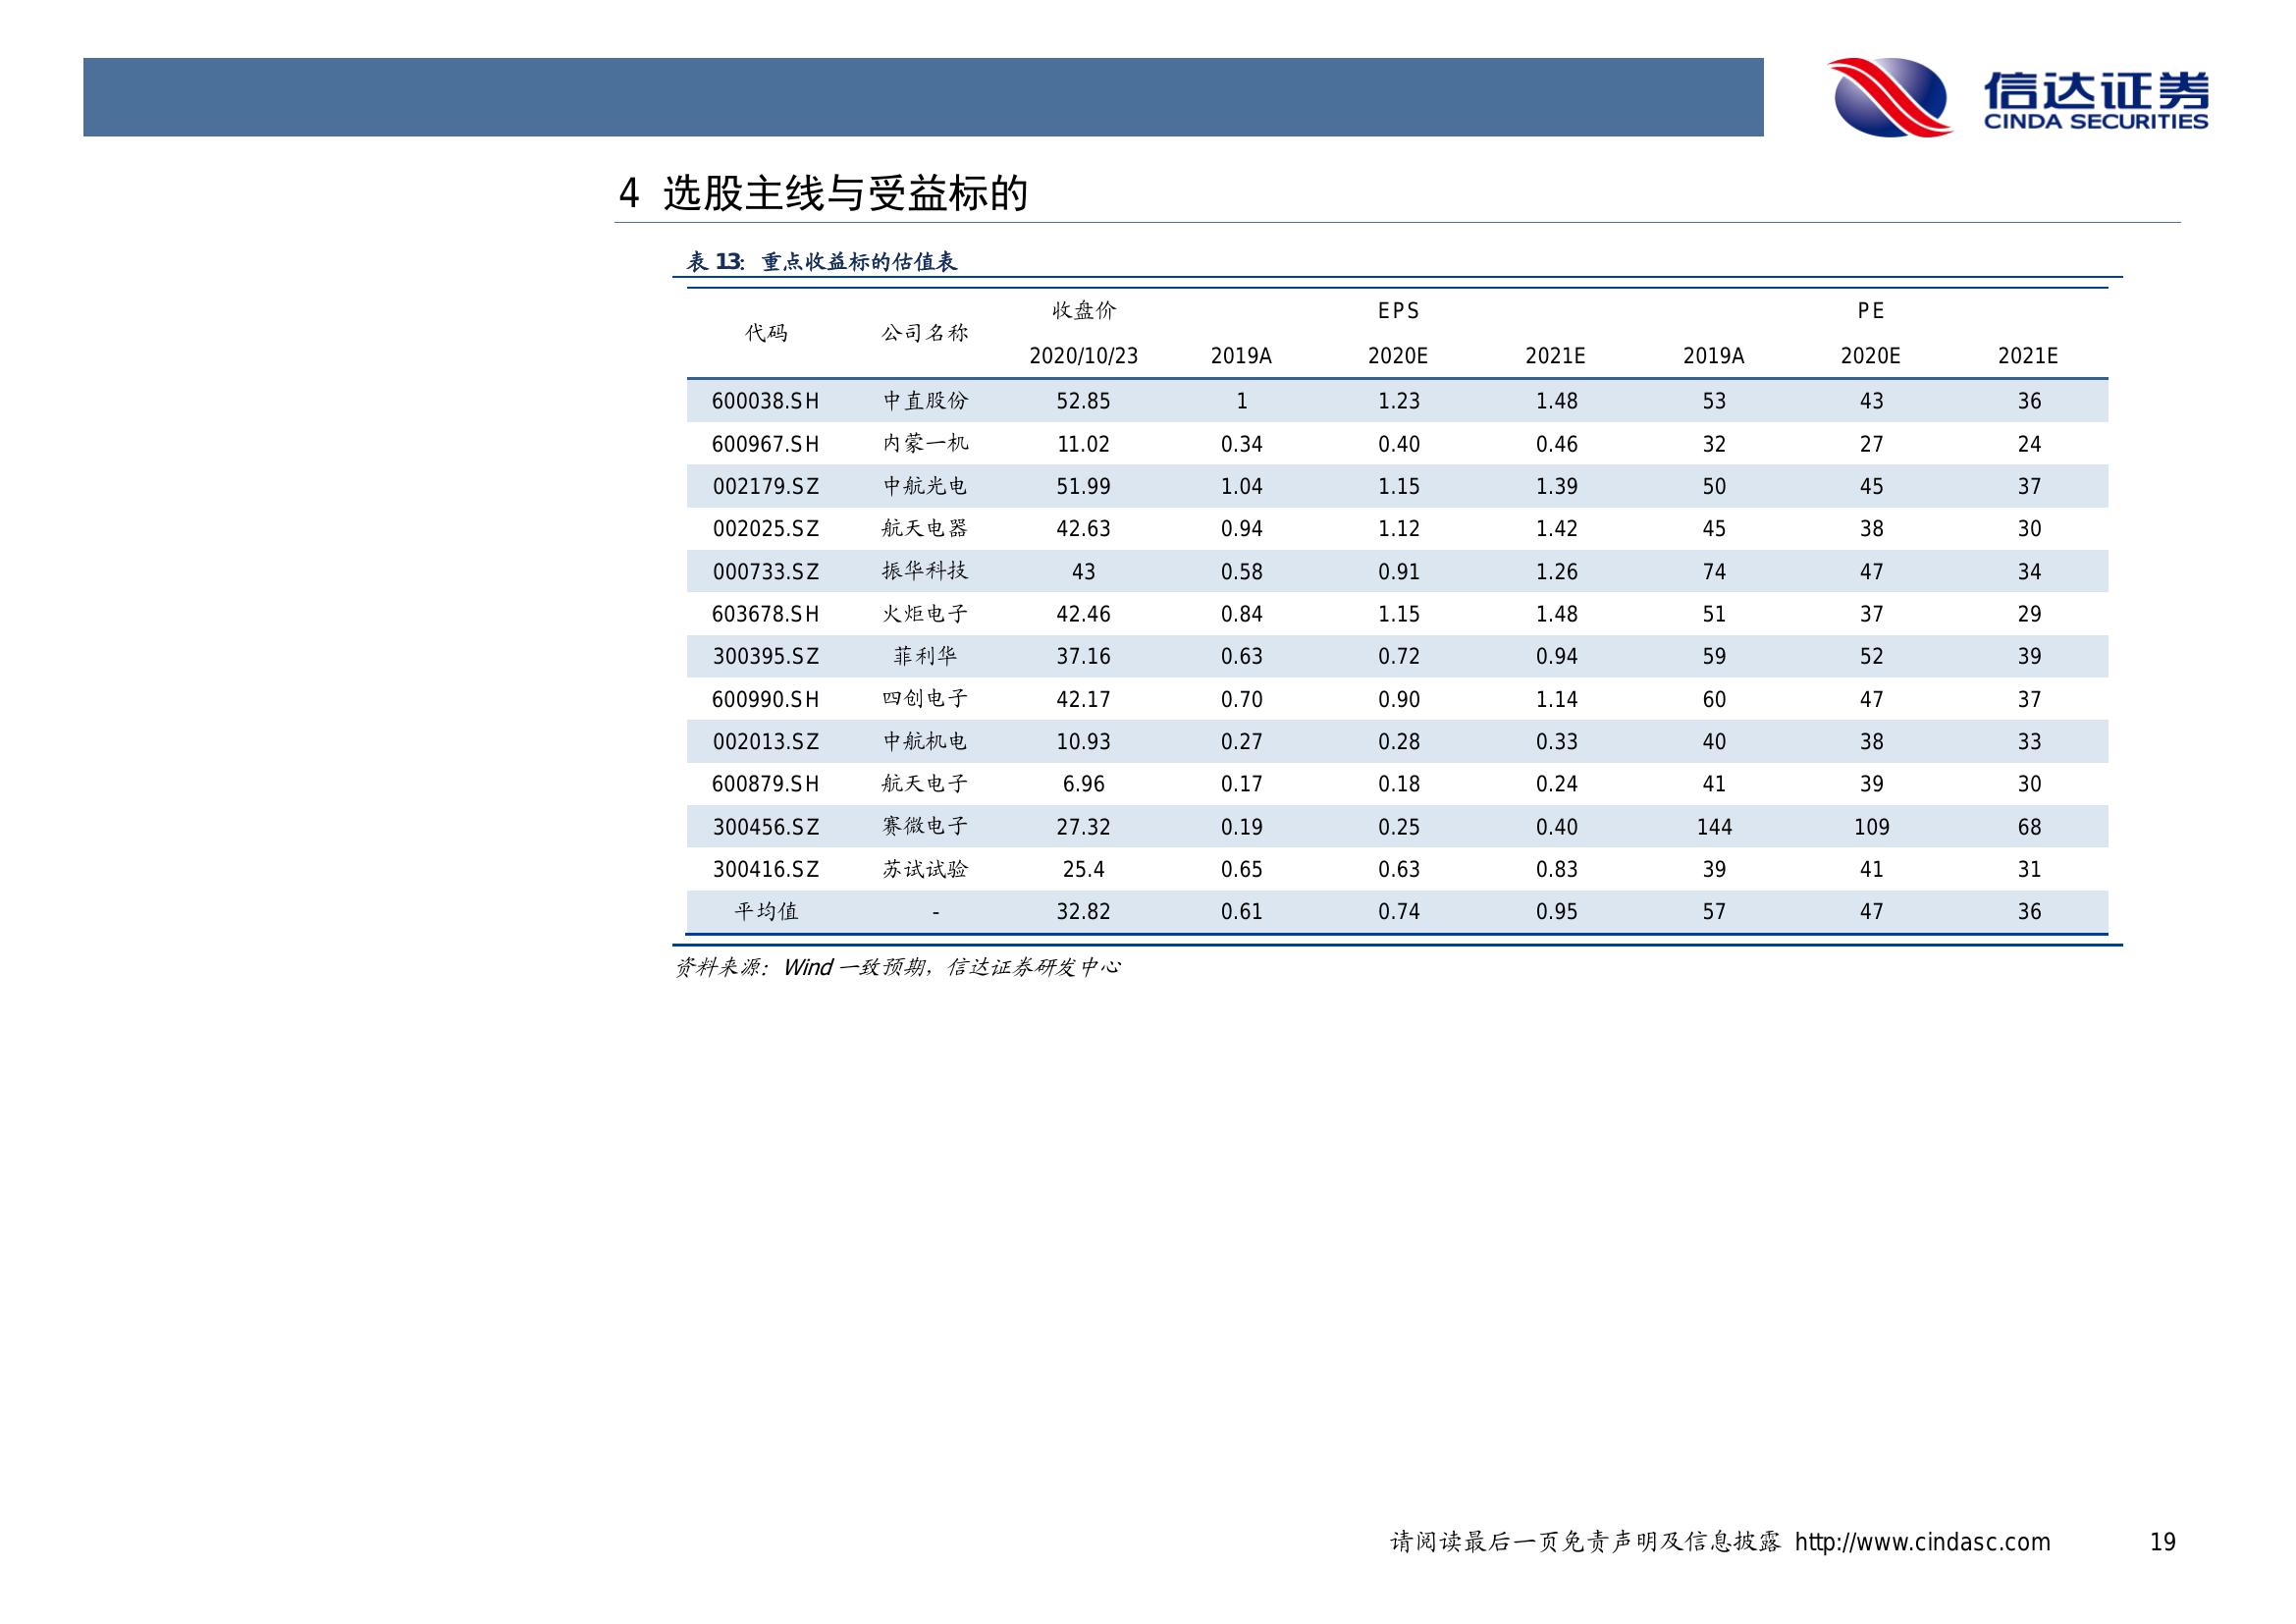 信达证券
CINDA SECURITIES
4 选股主线与受益标的
表 13: 重点收益标的估值表
代码 公司名称 收盘价 EPS PE
2020/10/23 2019A 2020E 2021E 2019A 2020E 2021E
600038.SH 中直股份 52.85 1 1.23 1.48 53 43 36
600967.SH 内蒙一机 11.02 0.34 0.40 0.46 32 27 24
002179.SZ 中航光电 51.99 1.04 1.15 1.39 50 45 37
002025.SZ 航天电器 42.63 0.94 1.12 1.42 45 38 30
000733.SZ 振华科技 43 0.58 0.91 1.26 74 47 34
603678.SH 火炬电子 42.46 0.84 1.15 1.48 51 37 29
300395.SZ 菲利华 37.16 0.63 0.72 0.94 59 52 39
600990.SH 四创电子 42.17 0.70 0.90 1.14 60 47 37
002013.SZ 中航机电 10.93 0.27 0.28 0.33 40 38 33
600879.SH 航天电子 6.96 0.17 0.18 0.24 41 39 30
300456.SZ 赛微电子 27.32 0.19 0.25 0.40 144 109 68
300416.SZ 苏试试验 25.4 0.65 0.63 0.83 39 41 31
平均值 - 32.82 0.61 0.74 0.95 57 47 36
资料来源：Wind 一致预期，信达证券研发中心
请阅读最后一页免责声明及信息披露 http://www.cindasc.com 19